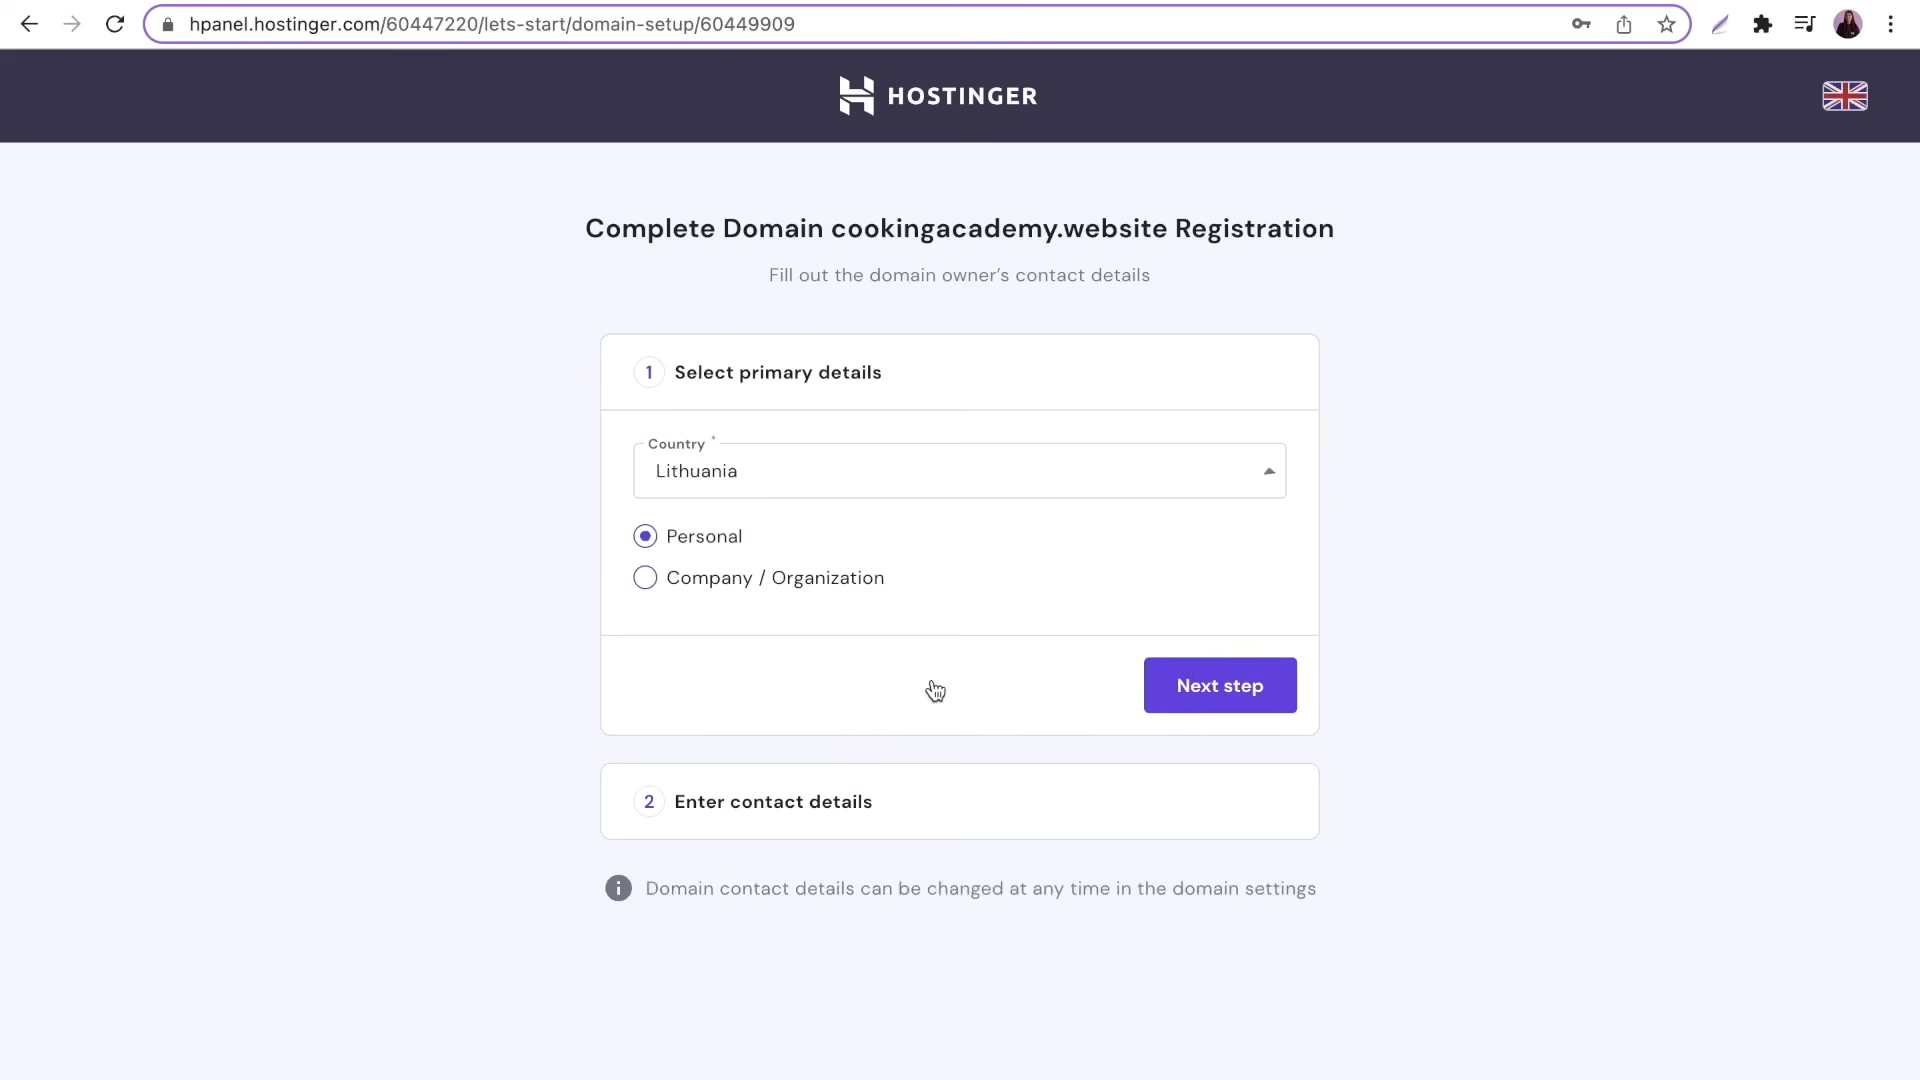 hpanel.hostinger.com/60447220/lets-start/domain-setup/60449909
HOSTINGER
Complete Domain cookingacademy.website Registration
Fill out the domain owner’s contact details
1 Select primary details
Country *
Lithuania
Personal
Company / Organization
Next step
2 Enter contact details
Domain contact details can be changed at any time in the domain settings